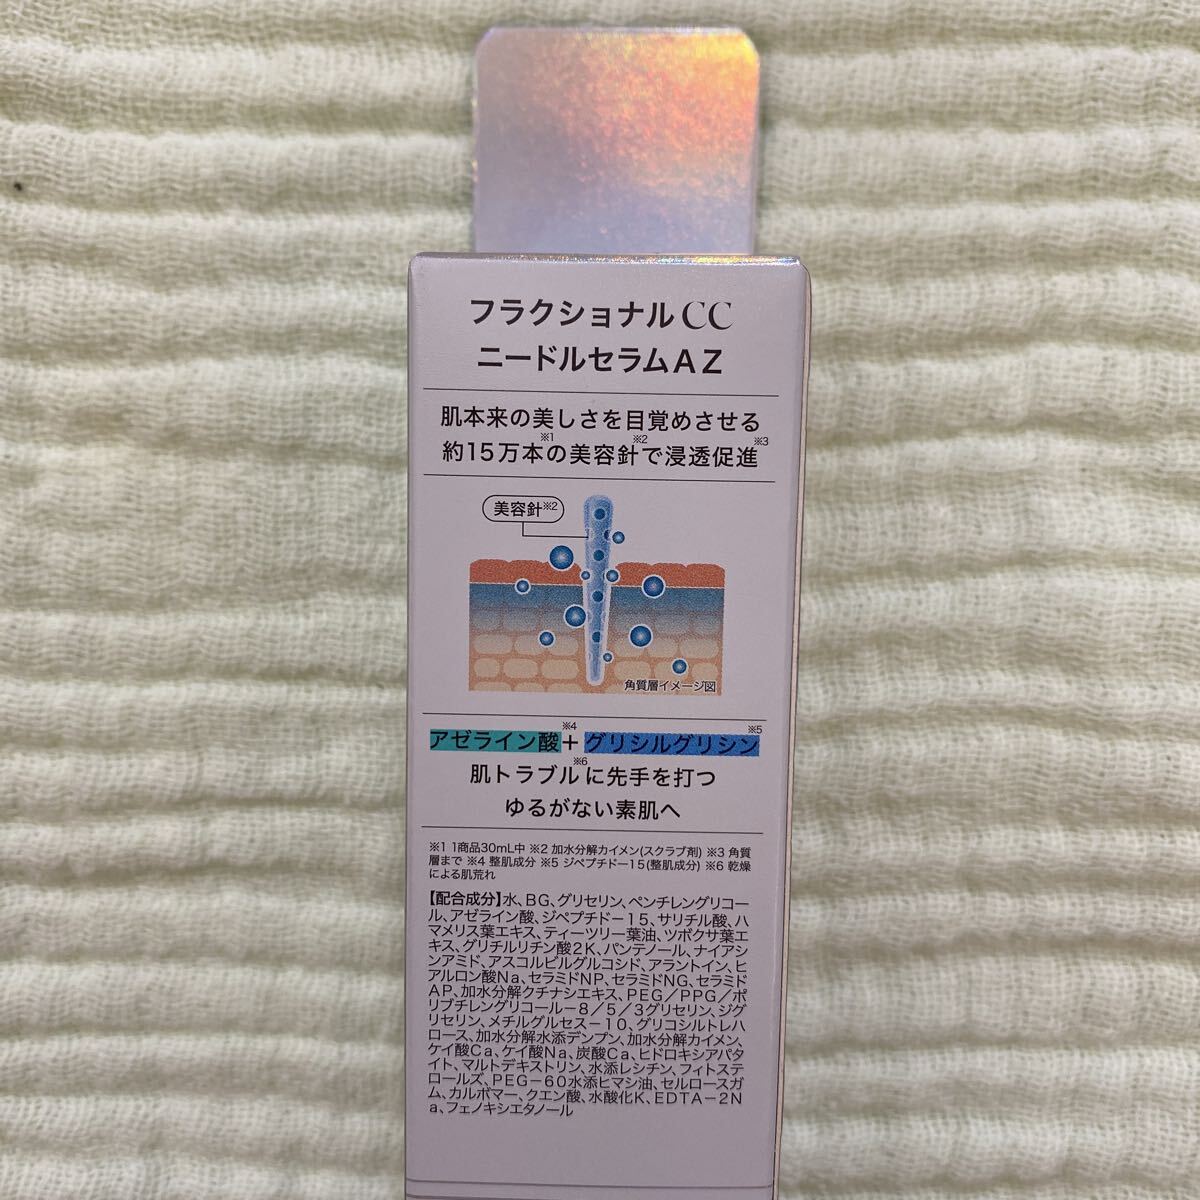 フラクショナルCC
ニードルセラムAZ
肌本来の美しさを目覚めさせる
約15万本※1の美容針※2で浸透促進※3
美容針※2
角質層イメージ図
アゼライン酸※4＋グリシルグリシン※5
肌トラブル※6に先手を打つ
ゆるがない素肌へ
※1 1商品30mL中 ※2 加水分解カイメン(スクラブ剤) ※3 角質
層まで ※4 整肌成分 ※5 ジペプチド－15(整肌成分) ※6 乾燥
による肌荒れ
【配合成分】水、BG、グリセリン、ペンチレングリコー
ル、アゼライン酸、ジペプチド－15、サリチル酸、ハ
マメリス葉エキス、ティーツリー葉油、ツボクサ葉エ
キス、グリチルリチン酸2K、パンテノール、ナイアシ
ンアミド、アスコルビルグルコシド、アラントイン、ヒ
アルロン酸Na、セラミドNP、セラミドNG、セラミド
AP、加水分解クチナシエキス、PEG／PPG／ポ
リブチレングリコール－8／5／3グリセリン、ジグ
リセリン、メチルグルセス－10、グリコシルトレハ
ロース、加水分解水添デンプン、加水分解カイメン、
ケイ酸Ca、ケイ酸Na、炭酸Ca、ヒドロキシアパタ
イト、マルトデキストリン、水添レシチン、フィトステ
ロールズ、PEG－60水添ヒマシ油、セルロースガ
ム、カルボマー、クエン酸、水酸化K、EDTA－2N
a、フェノキシエタノール